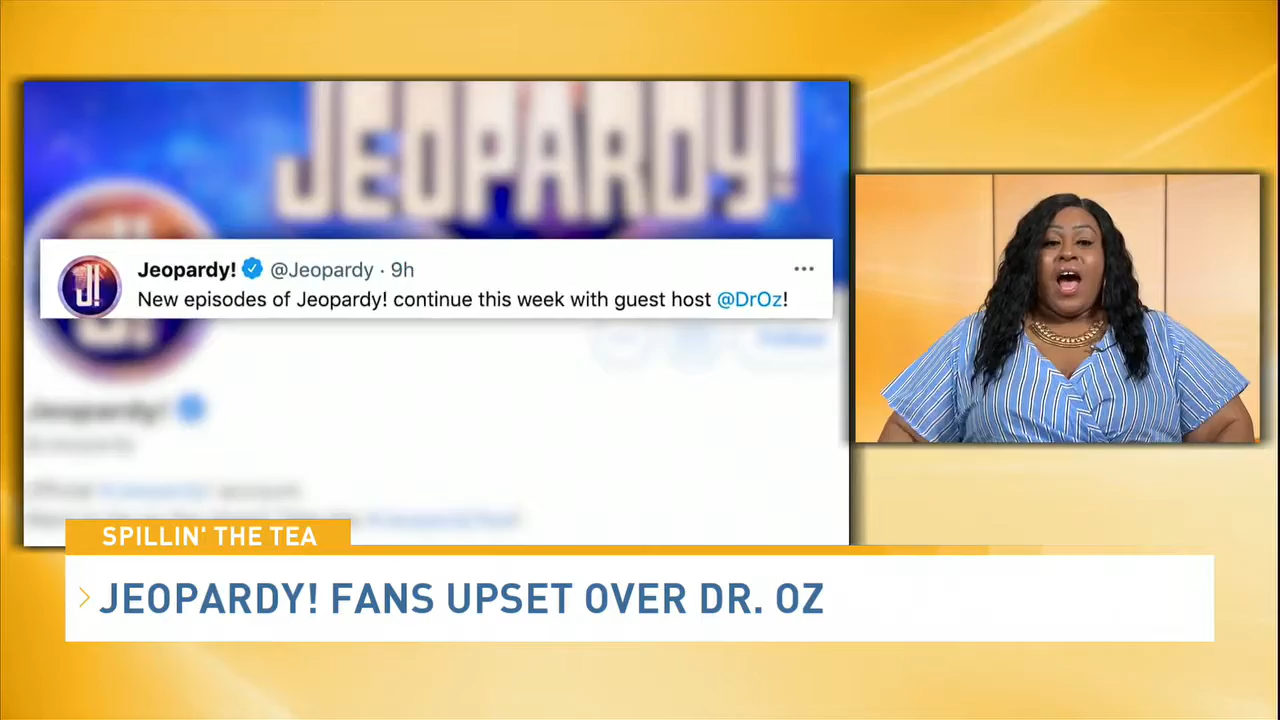 JEOPARDY!
J!
Jeopardy! @Jeopardy · 9h
New episodes of Jeopardy! continue this week with guest host @DrOz!
Jeopardy!
SPILLIN' THE TEA
JEOPARDY! FANS UPSET OVER DR. OZ